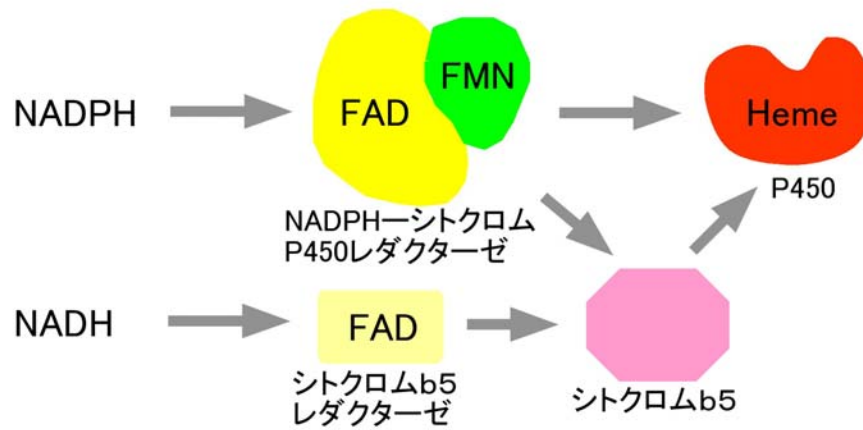 NADPH
FAD
FMN
Heme
P450
NADPHーシトクロム
P450レダクターゼ
NADH
FAD
シトクロムb5
レダクターゼ
シトクロムb5